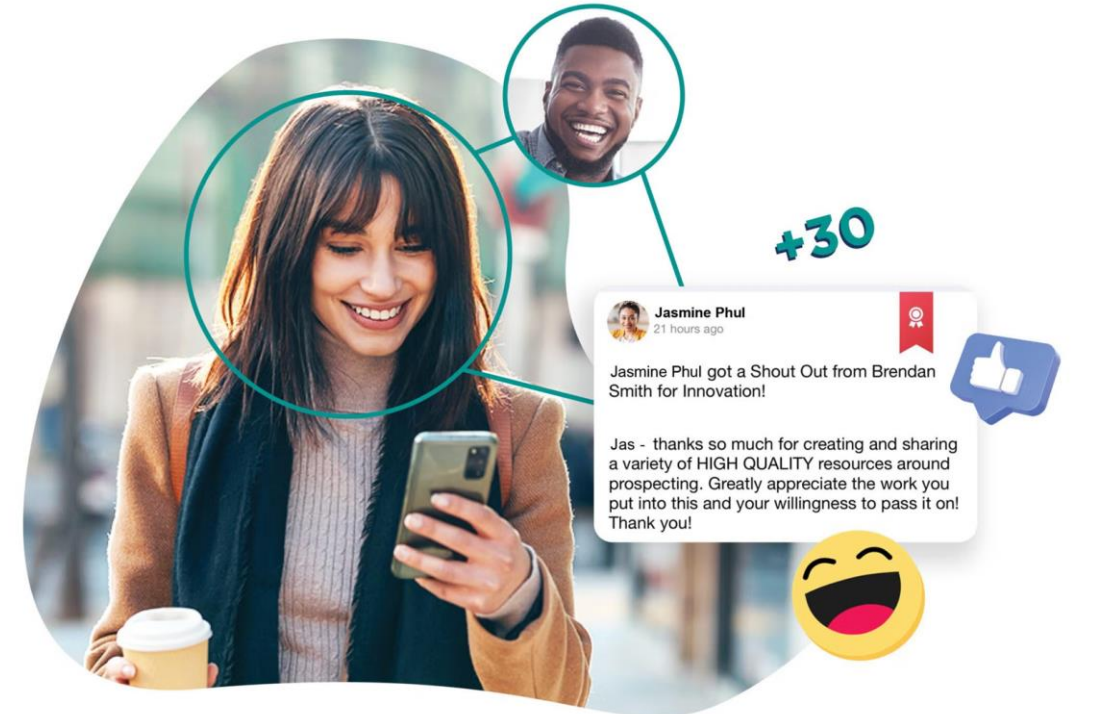 +30
Jasmine Phul
21 hours ago
Jasmine Phul got a Shout Out from Brendan
Smith for Innovation!
Jas - thanks so much for creating and sharing
a variety of HIGH QUALITY resources around
prospecting. Greatly appreciate the work you
put into this and your willingness to pass it on!
Thank you!